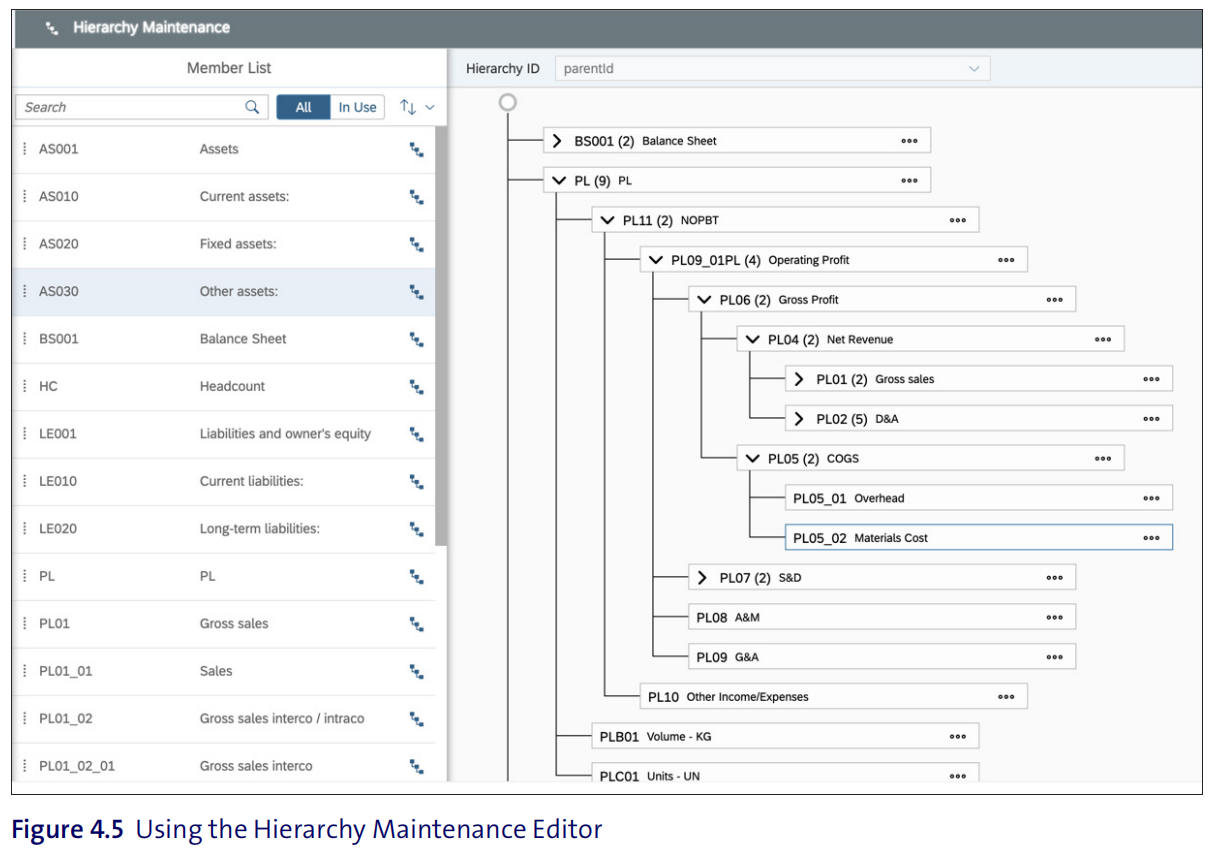 Hierarchy Maintenance
Member List
Search All In Use
AS001 Assets
AS010 Current assets:
AS020 Fixed assets:
AS030 Other assets:
BS001 Balance Sheet
HC Headcount
LE001 Liabilities and owner's equity
LE010 Current liabilities:
LE020 Long-term liabilities:
PL PL
PL01 Gross sales
PL01_01 Sales
PL01_02 Gross sales interco / intraco
PL01_02_01 Gross sales interco
Hierarchy ID parentId
BS001 (2) Balance Sheet
PL (9) PL
PL11 (2) NOPBT
PL09_01PL (4) Operating Profit
PL06 (2) Gross Profit
PL04 (2) Net Revenue
PL01 (2) Gross sales
PL02 (5) D&A
PL05 (2) COGS
PL05_01 Overhead
PL05_02 Materials Cost
PL07 (2) S&D
PL08 A&M
PL09 G&A
PL10 Other Income/Expenses
PLB01 Volume - KG
PLC01 Units - UN
Figure 4.5 Using the Hierarchy Maintenance Editor